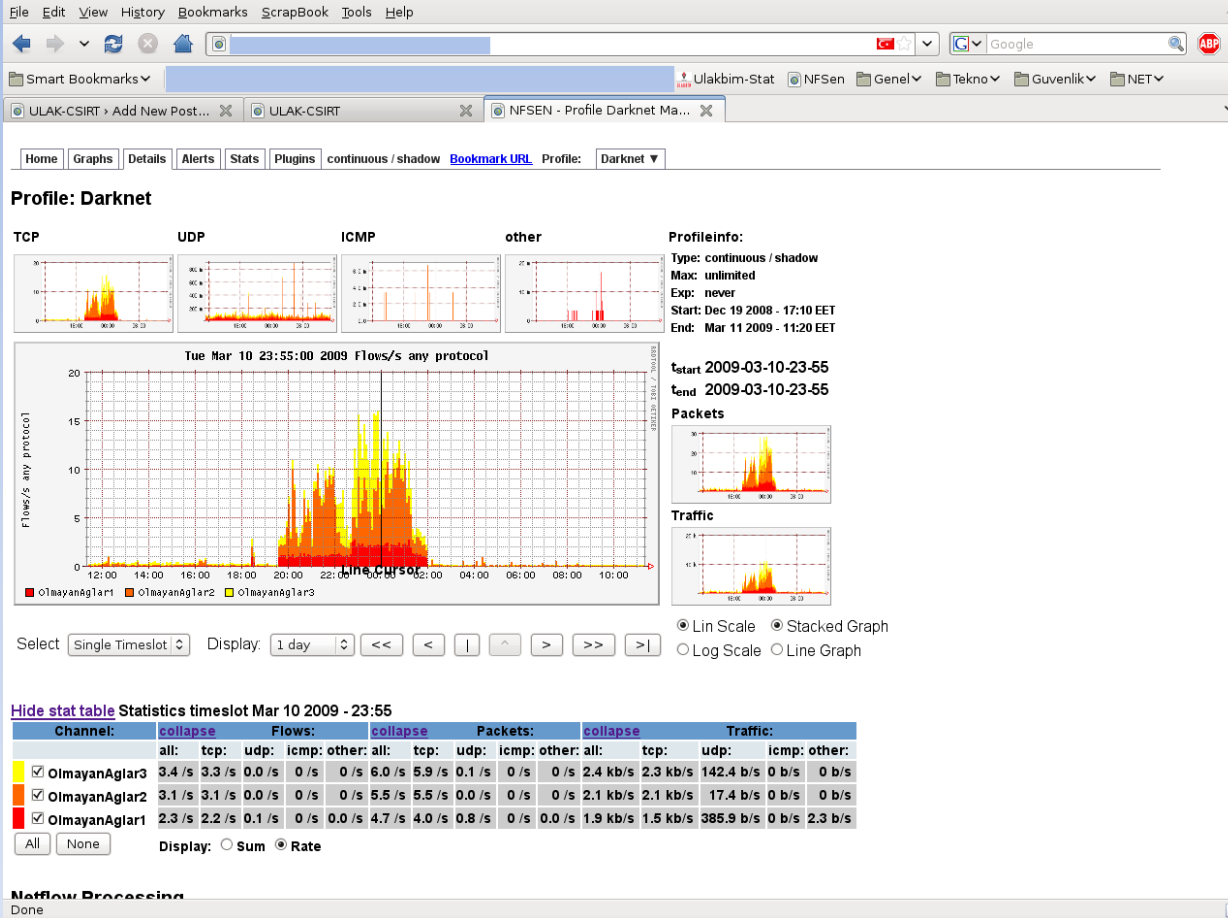 File Edit View History Bookmarks ScrapBook Tools Help
G Google ABP
Smart Bookmarks Ulakbim-Stat NFSen Genel Tekno Guvenlik NET
ULAK-CSIRT › Add New Post... ULAK-CSIRT NFSEN - Profile Darknet Ma...
Home Graphs Details Alerts Stats Plugins continuous / shadow Bookmark URL Profile: Darknet ▼
Profile: Darknet
TCP UDP ICMP other Profileinfo:
Type: continuous / shadow
Max: unlimited
Exp: never
Start: Dec 19 2008 - 17:10 EET
End: Mar 11 2009 - 11:20 EET
Tue Mar 10 23:55:00 2009 Flows/s any protocol
RRDTOOL / TOBI OETIKER
Flows/s any protocol
20
15
10
5
0
12:00 14:00 16:00 18:00 20:00 22:00 00:00 02:00 04:00 06:00 08:00 10:00
Line Cursor
OlmayanAglar1 OlmayanAglar2 OlmayanAglar3
tstart 2009-03-10-23-55
tend 2009-03-10-23-55
Packets
Traffic
Lin Scale Stacked Graph
Log Scale Line Graph
Select Single Timeslot Display: 1 day << < | ^ > >> >|
Hide stat table Statistics timeslot Mar 10 2009 - 23:55
Channel: collapse Flows: collapse Packets: collapse Traffic:
all: tcp: udp: icmp: other: all: tcp: udp: icmp: other: all: tcp: udp: icmp: other:
OlmayanAglar3 3.4 /s 3.3 /s 0.0 /s 0 /s 0 /s 6.0 /s 5.9 /s 0.1 /s 0 /s 0 /s 2.4 kb/s 2.3 kb/s 142.4 b/s 0 b/s 0 b/s
OlmayanAglar2 3.1 /s 3.1 /s 0.0 /s 0 /s 0 /s 5.5 /s 5.5 /s 0.0 /s 0 /s 0 /s 2.1 kb/s 2.1 kb/s 17.4 b/s 0 b/s 0 b/s
OlmayanAglar1 2.3 /s 2.2 /s 0.1 /s 0 /s 0.0 /s 4.7 /s 4.0 /s 0.8 /s 0 /s 0.0 /s 1.9 kb/s 1.5 kb/s 385.9 b/s 0 b/s 2.3 b/s
All None Display: Sum Rate
Netflow Processing
Done